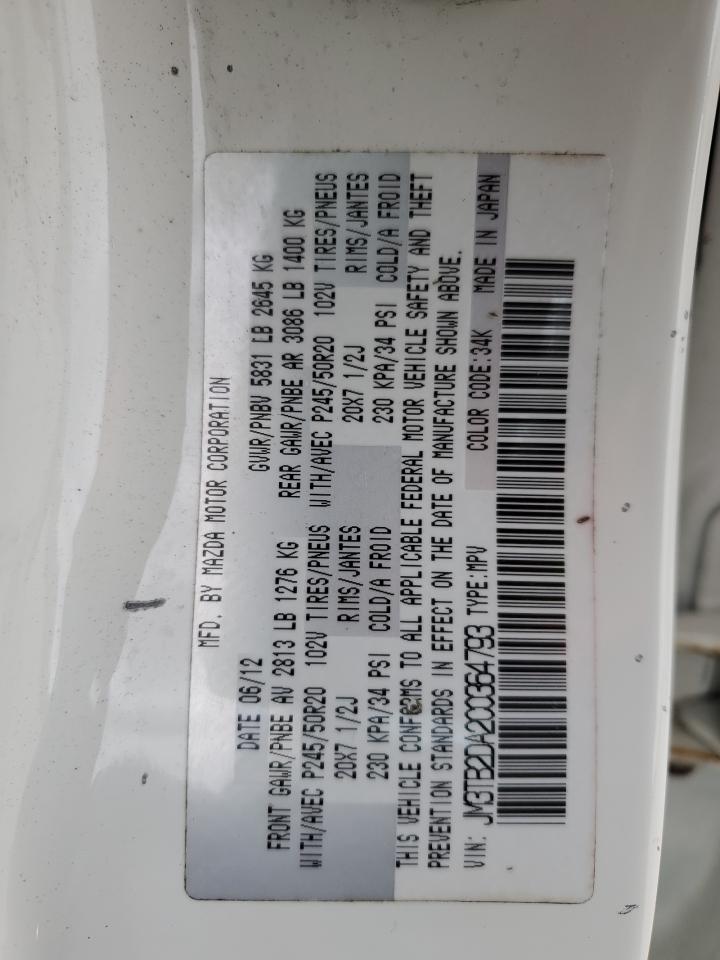 MFD. BY MAZDA MOTOR CORPORATION
DATE 06/12 GVWR/PNBV 5831 LB 2645 KG
FRONT GAWR/PNBE AV 2813 LB 1276 KG REAR GAWR/PNBE AR 3086 LB 1400 KG
WITH/AVEC P245/50R20 102V TIRES/PNEUS WITH/AVEC P245/50R20 102V TIRES/PNEUS
20X7 1/2J RIMS/JANTES 20X7 1/2J RIMS/JANTES
230 KPA/34 PSI COLD/A FROID 230 KPA/34 PSI COLD/A FROID
THIS VEHICLE CONFORMS TO ALL APPLICABLE FEDERAL MOTOR VEHICLE SAFETY AND THEFT
PREVENTION STANDARDS IN EFFECT ON THE DATE OF MANUFACTURE SHOWN ABOVE.
VIN: JM3TB2DA2C0364793 TYPE:MPV COLOR CODE:34K MADE IN JAPAN